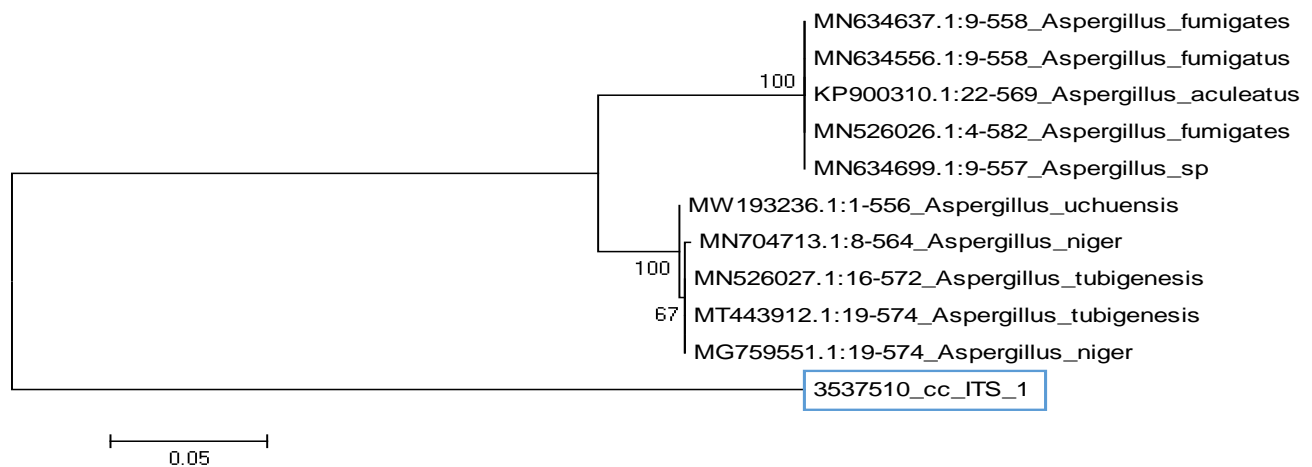 MN634637.1:9-558_Aspergillus_fumigates
MN634556.1:9-558_Aspergillus_fumigatus
100
KP900310.1:22-569_Aspergillus_aculeatus
MN526026.1:4-582_Aspergillus_fumigates
MN634699.1:9-557_Aspergillus_sp
MW193236.1:1-556_Aspergillus_uchuensis
MN704713.1:8-564_Aspergillus_niger
100
MN526027.1:16-572_Aspergillus_tubigenesis
67
MT443912.1:19-574_Aspergillus_tubigenesis
MG759551.1:19-574_Aspergillus_niger
3537510_cc_ITS_1
0.05